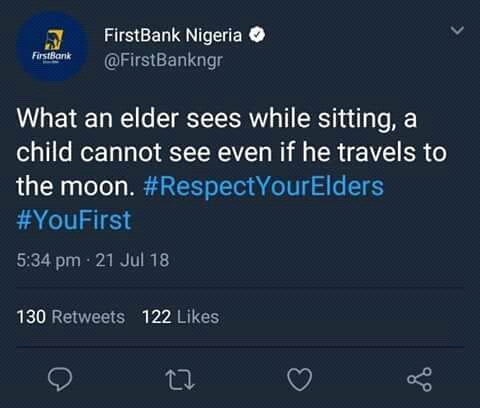 FirstBank Nigeria
@FirstBankngr
FirstBank
What an elder sees while sitting, a
child cannot see even if he travels to
the moon. #RespectYourElders
#YouFirst
5:34 pm · 21 Jul 18
130 Retweets 122 Likes